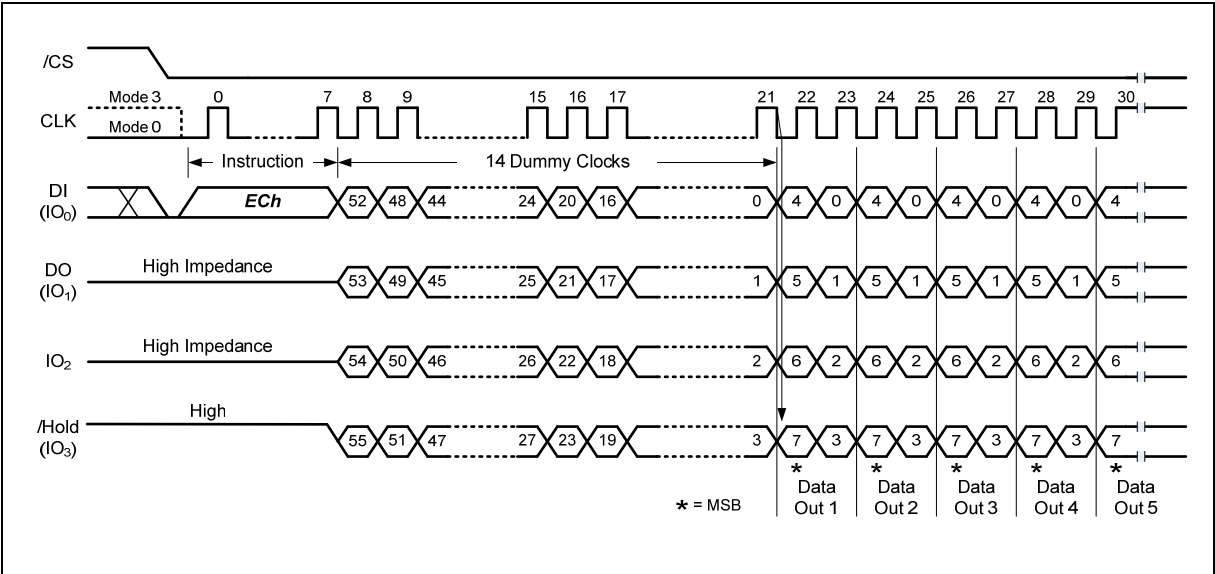 /CS
Mode 3
Mode 0
CLK
0 7 8 9 15 16 17 21 22 23 24 25 26 27 28 29 30
Instruction
14 Dummy Clocks
DI
(IO0)
ECh
52 48 44 24 20 16 0 4 0 4 0 4 0 4 0 4
DO
(IO1)
High Impedance
53 49 45 25 21 17 1 5 1 5 1 5 1 5 1 5
IO2
High Impedance
54 50 46 26 22 18 2 6 2 6 2 6 2 6 2 6
/Hold
(IO3)
High
55 51 47 27 23 19 3 7 3 7 3 7 3 7 3 7
* * * * *
* = MSB
Data Out 1
Data Out 2
Data Out 3
Data Out 4
Data Out 5